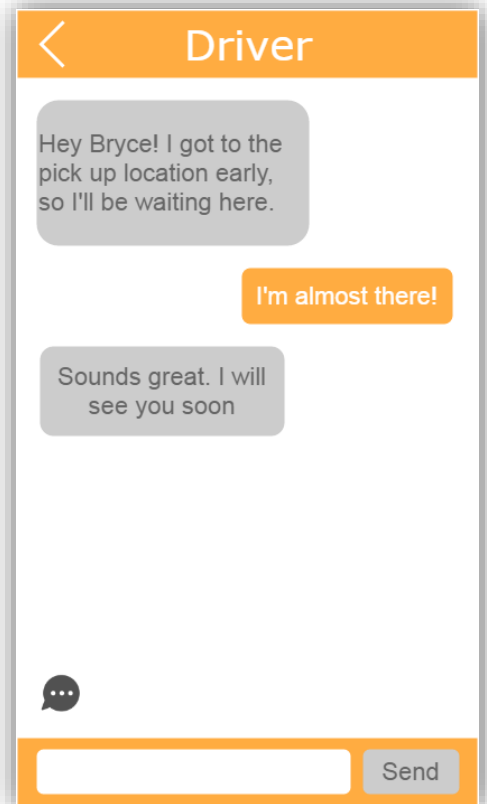 Driver
Hey Bryce! I got to the
pick up location early,
so I'll be waiting here.
I'm almost there!
Sounds great. I will
see you soon
Send